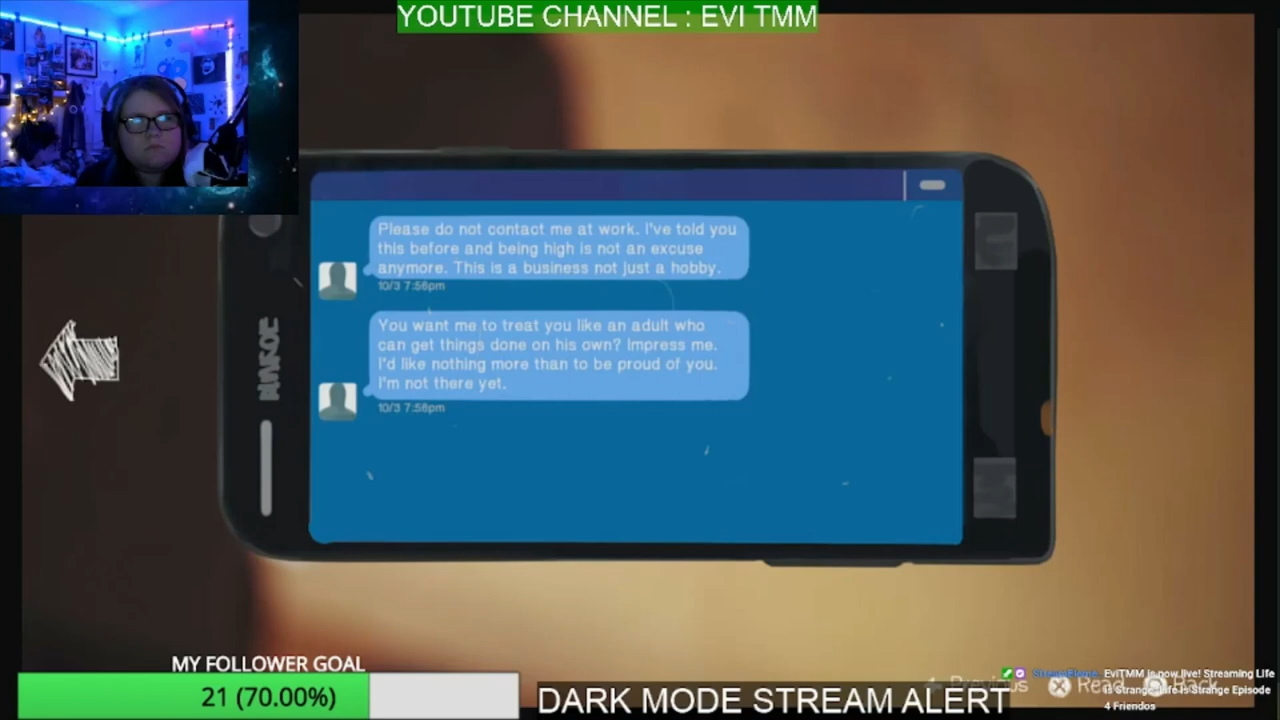 YOUTUBE CHANNEL : EVI TMM
Please do not contact me at work. I've told you
this before and being high is not an excuse
anymore. This is a business not just a hobby.
10/3 7:56pm
You want me to treat you like an adult who
can get things done on his own? Impress me.
I'd like nothing more than to be proud of you.
I'm not there yet.
10/3 7:58pm
MY FOLLOWER GOAL
21 (70.00%)
DARK MODE STREAM ALERT
Previous
Read
Back
EviTMM is now live! Streaming Life
is Strange: Life Is Strange Episode
4 Friendos